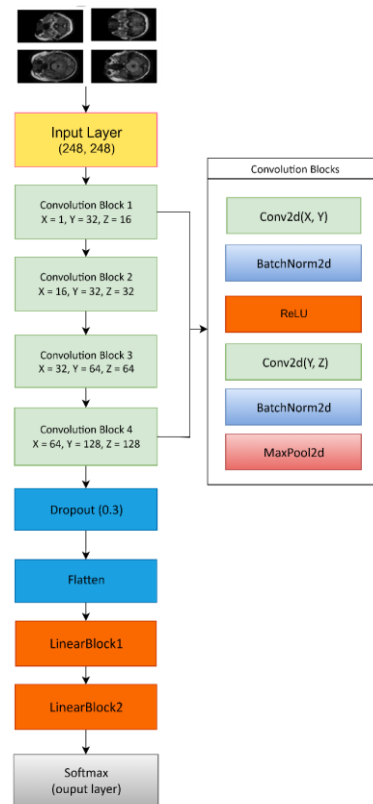 Input Layer
(248, 248)
Convolution Block 1
X = 1, Y = 32, Z = 16
Convolution Block 2
X = 16, Y = 32, Z = 32
Convolution Block 3
X = 32, Y = 64, Z = 64
Convolution Block 4
X = 64, Y = 128, Z = 128
Dropout (0.3)
Flatten
LinearBlock1
LinearBlock2
Softmax
(ouput layer)
Convolution Blocks
Conv2d(X, Y)
BatchNorm2d
ReLU
Conv2d(Y, Z)
BatchNorm2d
MaxPool2d